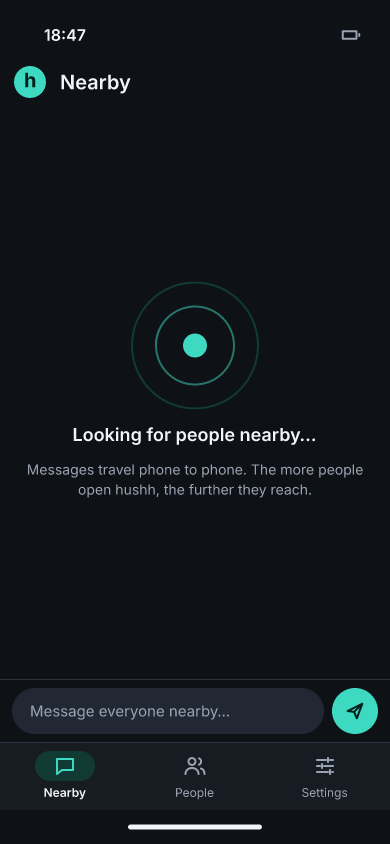 18:47
h Nearby
Looking for people nearby...
Messages travel phone to phone. The more people
open hushh, the further they reach.
Message everyone nearby...
Nearby People Settings